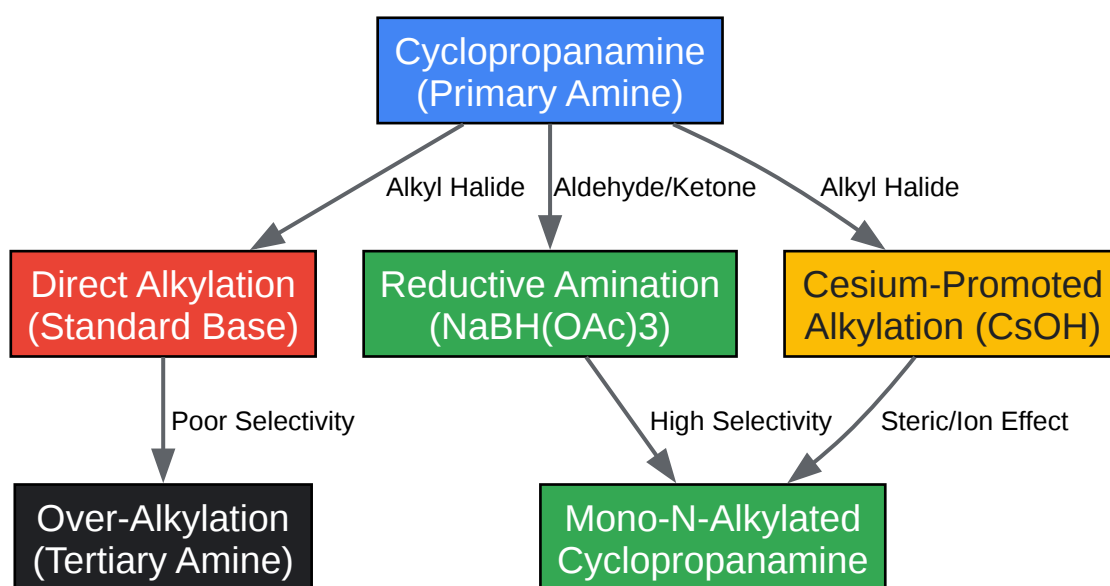 Cyclopropanamine
(Primary Amine)
Alkyl Halide
Aldehyde/Ketone
Alkyl Halide
Direct Alkylation
(Standard Base)
Reductive Amination
(NaBH(OAc)3)
Cesium-Promoted
Alkylation (CsOH)
Poor Selectivity
High Selectivity
Steric/Ion Effect
Over-Alkylation
(Tertiary Amine)
Mono-N-Alkylated
Cyclopropanamine